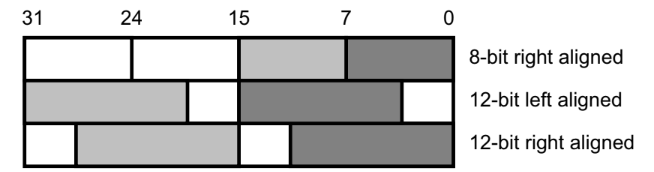 31 24 15 7 0
8-bit right aligned
12-bit left aligned
12-bit right aligned